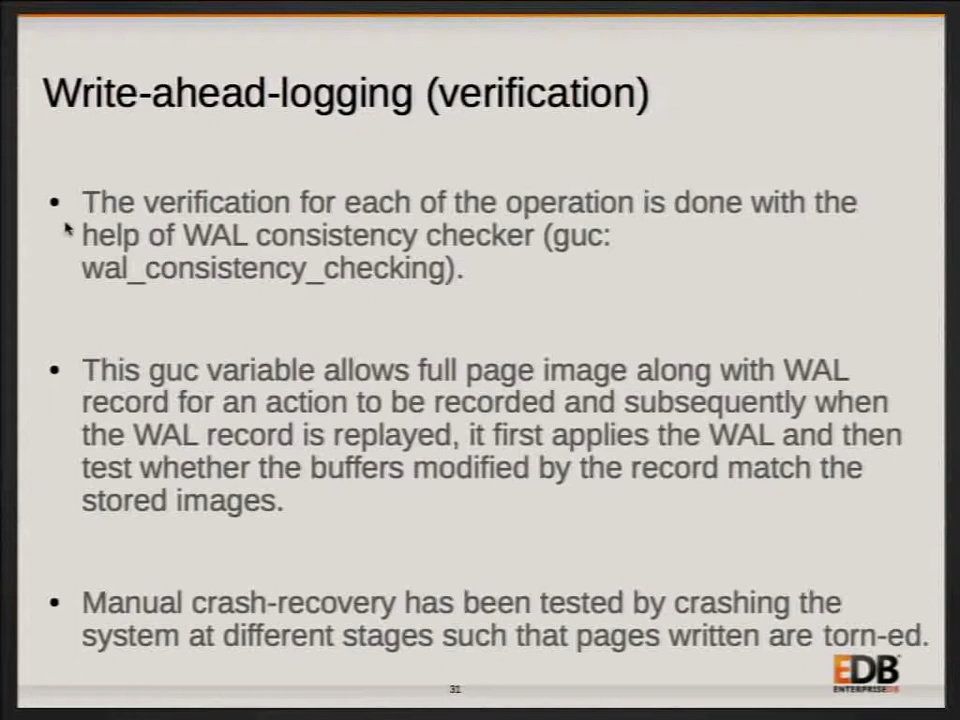 Write-ahead-logging (verification)
• The verification for each of the operation is done with the
help of WAL consistency checker (guc:
wal_consistency_checking).
• This guc variable allows full page image along with WAL
record for an action to be recorded and subsequently when
the WAL record is replayed, it first applies the WAL and then
test whether the buffers modified by the record match the
stored images.
• Manual crash-recovery has been tested by crashing the
system at different stages such that pages written are torn-ed.
EDB
ENTERPRISEDB
31